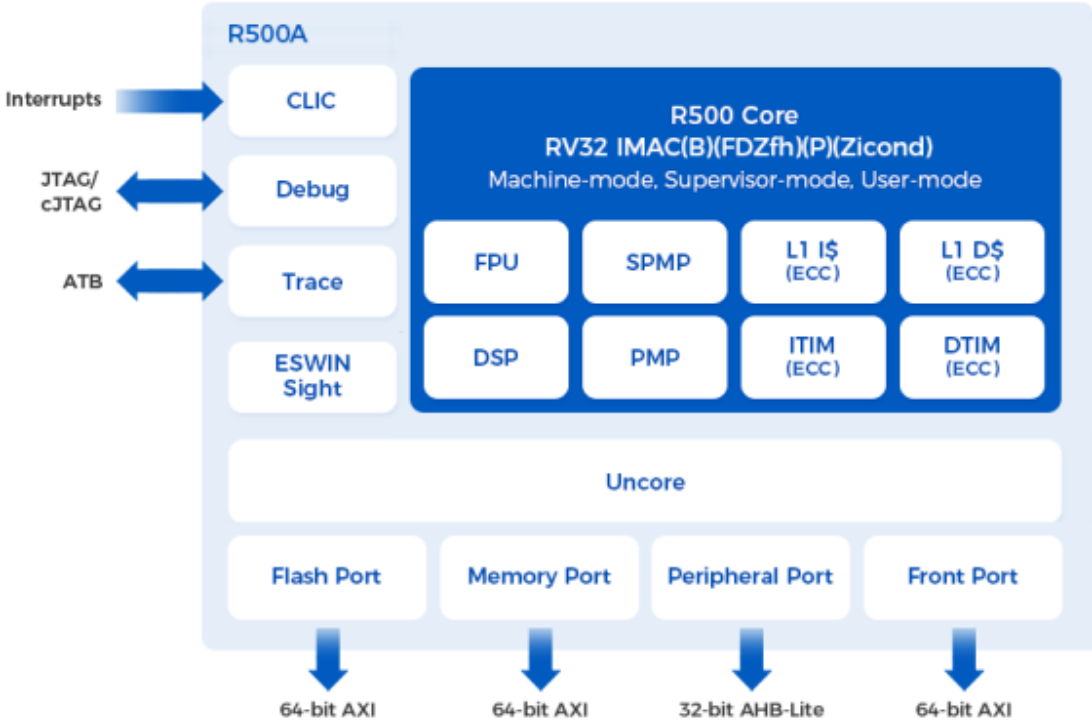 R500A
Interrupts
CLIC
JTAG/
cJTAG
Debug
ATB
Trace
ESWIN
Sight
R500 Core
RV32 IMAC(B)(FDZfh)(P)(Zicond)
Machine-mode, Supervisor-mode, User-mode
FPU
SPMP
L1 I$
(ECC)
L1 D$
(ECC)
DSP
PMP
ITIM
(ECC)
DTIM
(ECC)
Uncore
Flash Port
Memory Port
Peripheral Port
Front Port
64-bit AXI
64-bit AXI
32-bit AHB-Lite
64-bit AXI